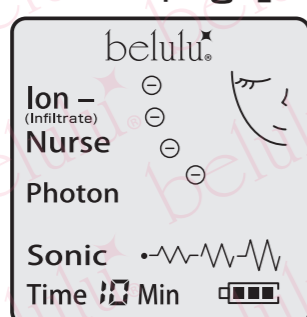 belulu®
Ion −
(Infiltrate)
Nurse
Photon
Sonic
Time 10 Min